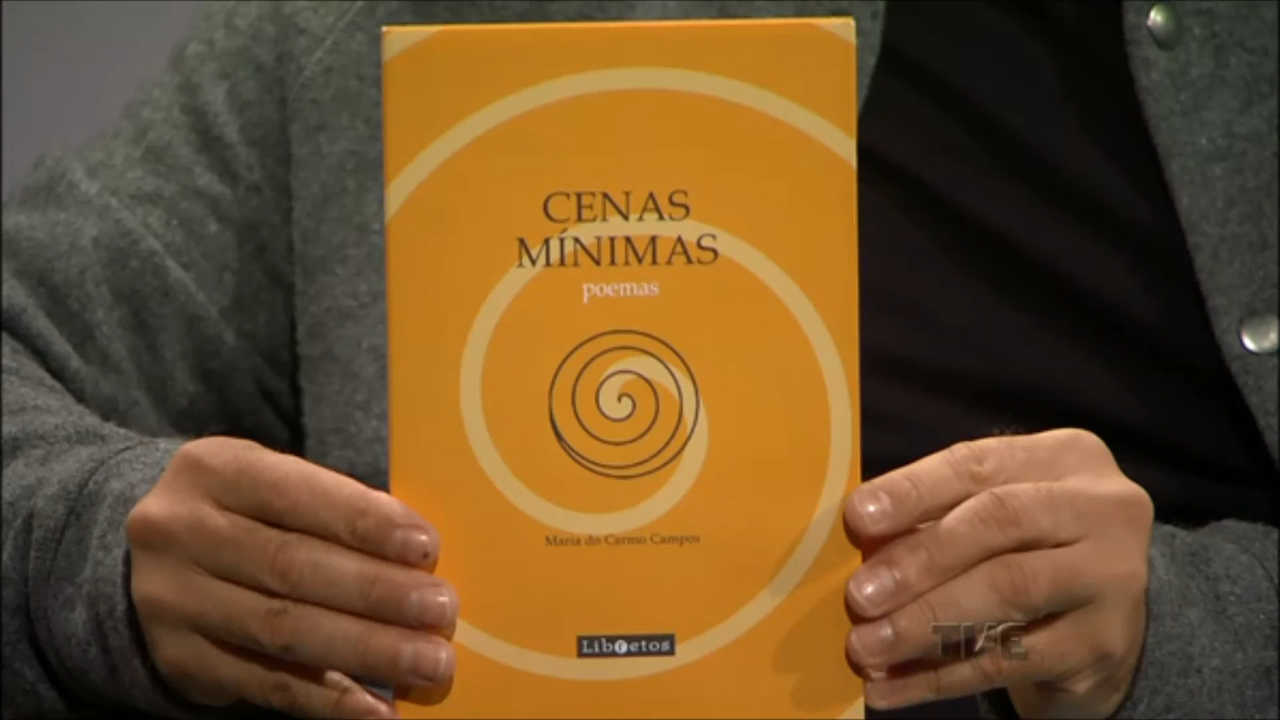 CENAS
MÍNIMAS
poemas
Maria do Carmo Campos
Libretos
TVE